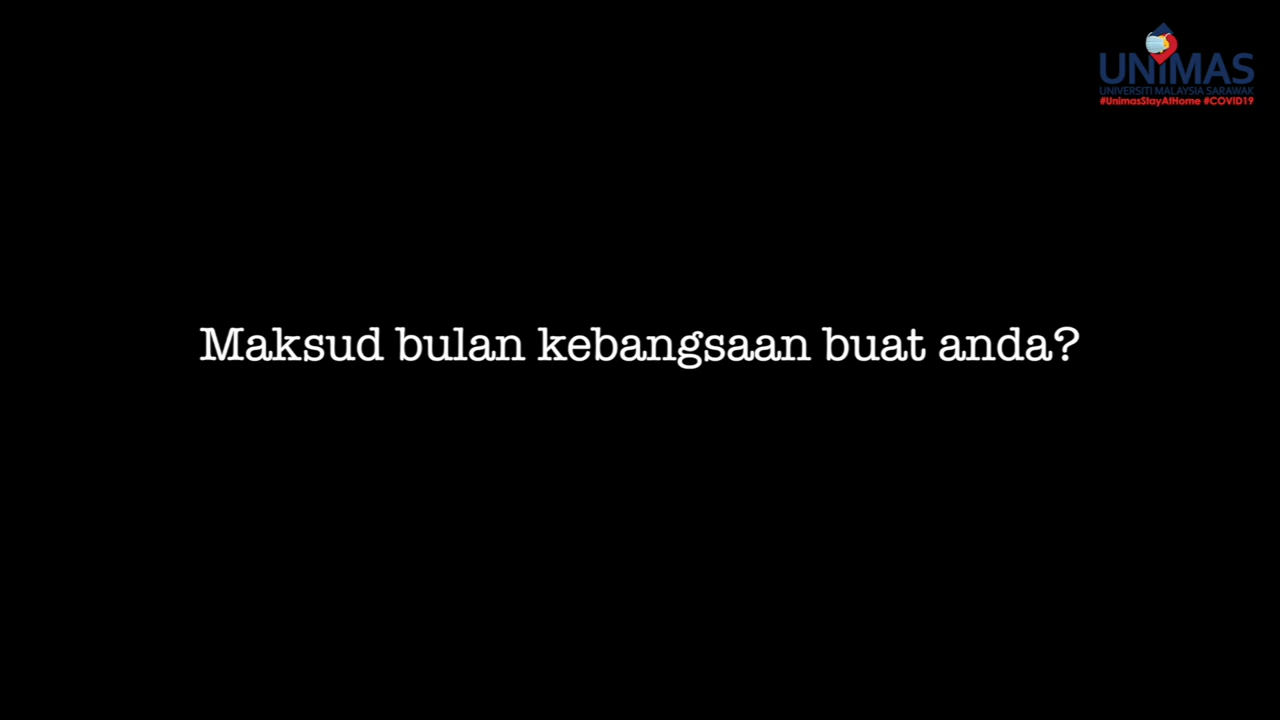 UNIMAS
UNIVERSITI MALAYSIA SARAWAK
#UnimasStayAtHome #COVID19
Maksud bulan kebangsaan buat anda?